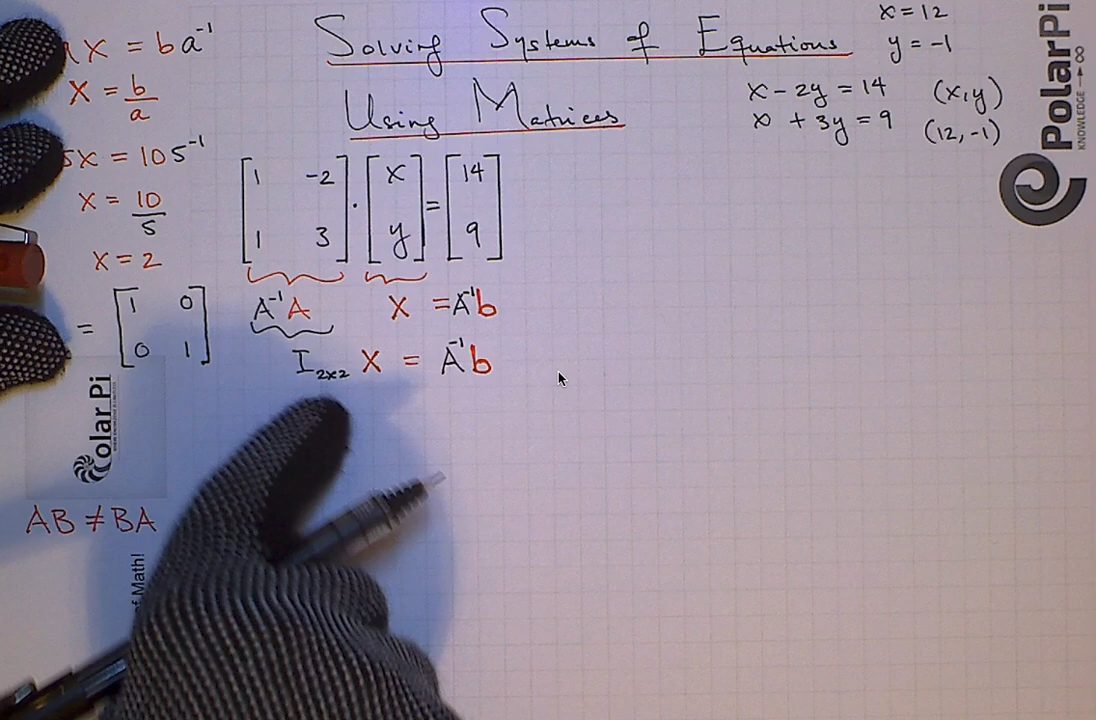 Solving Systems of Equations
Using Matrices
x = 12
y = -1
x - 2y = 14 (x,y)
x + 3y = 9 (12,-1)
X = ba⁻¹
X = b/a
5x = 10 5⁻¹
x = 10/5
x = 2
[1 -2] · [x] = [14]
[1 3] [y] [9]
A⁻¹A X = A⁻¹b
= [1 0]
[0 1]
I₂ₓ₂ X = A⁻¹b
AB ≠ BA
olar Pi
of Math!
PolarPi
KNOWLEDGE → ∞